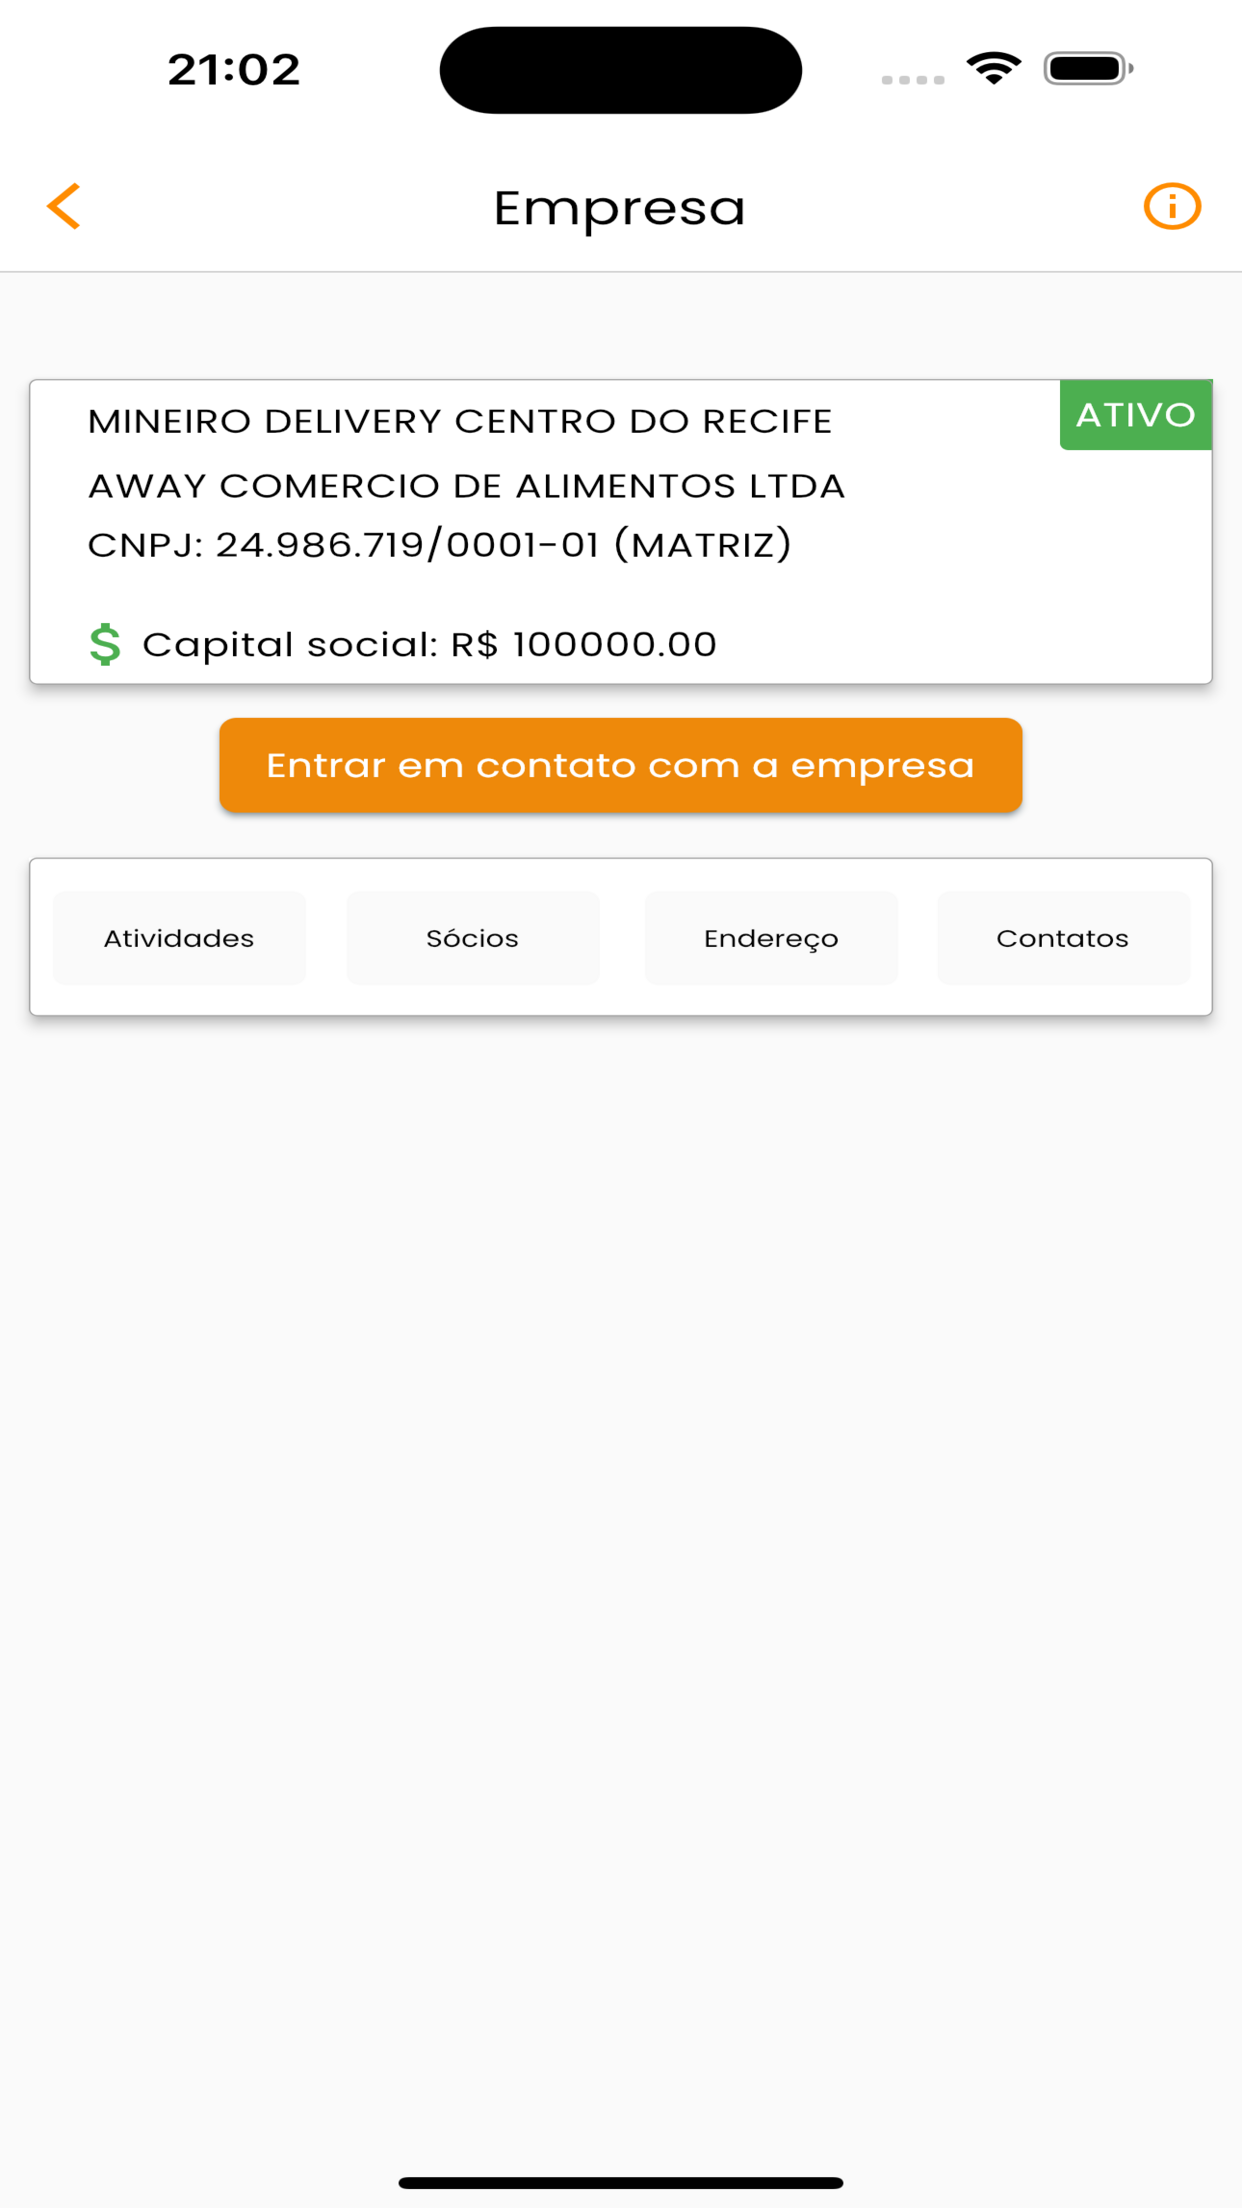 21:02
Empresa
MINEIRO DELIVERY CENTRO DO RECIFE
ATIVO
AWAY COMERCIO DE ALIMENTOS LTDA
CNPJ: 24.986.719/0001-01 (MATRIZ)
$ Capital social: R$ 100000.00
Entrar em contato com a empresa
Atividades Sócios Endereço Contatos